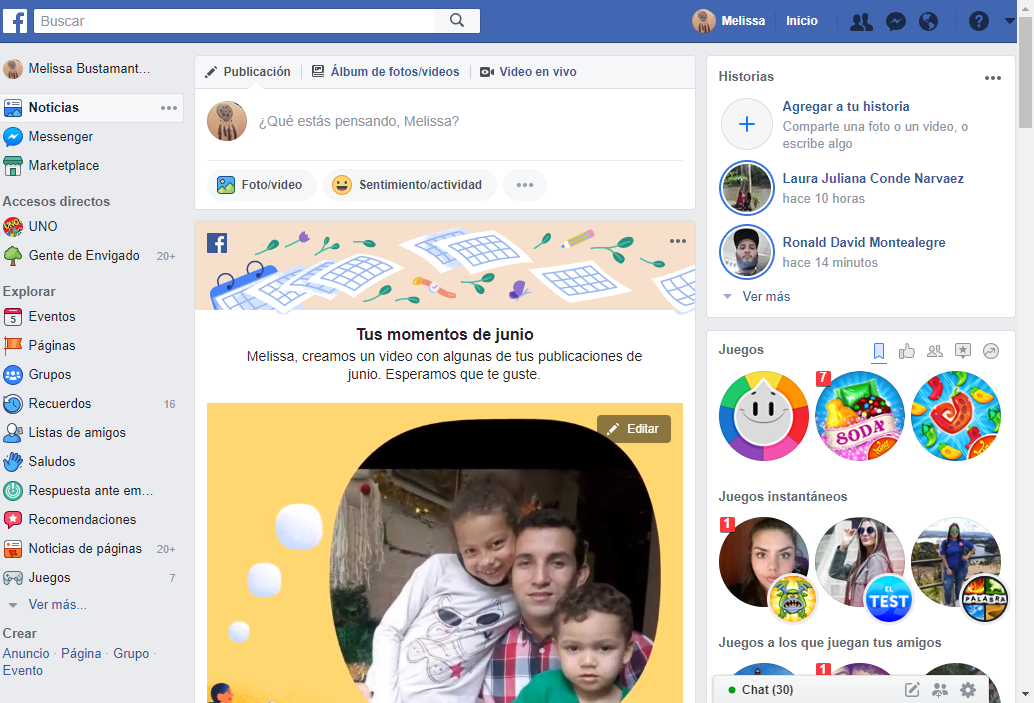 Buscar
Melissa
Inicio
Melissa Bustamant...
Noticias
Messenger
Marketplace
Accesos directos
UNO
Gente de Envigado 20+
Explorar
5 Eventos
Páginas
Grupos
Recuerdos 16
Listas de amigos
Saludos
Respuesta ante em...
Recomendaciones
Noticias de páginas 20+
Juegos 7
Ver más...
Crear
Anuncio · Página · Grupo ·
Evento
Publicación
Álbum de fotos/videos
Video en vivo
¿Qué estás pensando, Melissa?
Foto/video
Sentimiento/actividad
Tus momentos de junio
Melissa, creamos un video con algunas de tus publicaciones de
junio. Esperamos que te guste.
Editar
Historias
Agregar a tu historia
Comparte una foto o un video, o
escribe algo
Laura Juliana Conde Narvaez
hace 10 horas
Ronald David Montealegre
hace 14 minutos
Ver más
Juegos
7
SODA
Juegos instantáneos
1
EL
TEST
PALABRA
Juegos a los que juegan tus amigos
1
Chat (30)